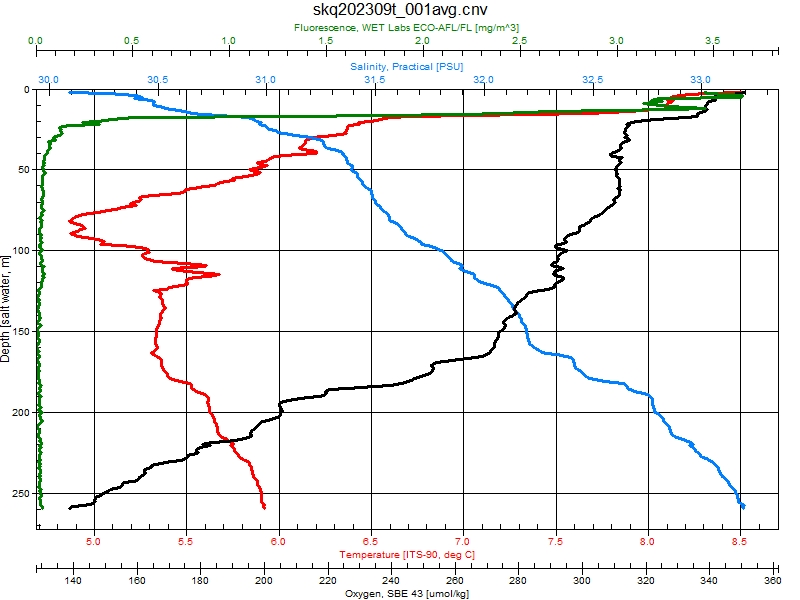 skq202309t_001avg.cnv
Fluorescence, WET Labs ECO-AFL/FL [mg/m^3]
0.0 0.5 1.0 1.5 2.0 2.5 3.0 3.5
Salinity, Practical [PSU]
30.0 30.5 31.0 31.5 32.0 32.5 33.0
0
50
100
150
200
250
Depth [salt water, m]
5.0 5.5 6.0 6.5 7.0 7.5 8.0 8.5
Temperature [ITS-90, deg C]
140 160 180 200 220 240 260 280 300 320 340 360
Oxygen, SBE 43 [umol/kg]